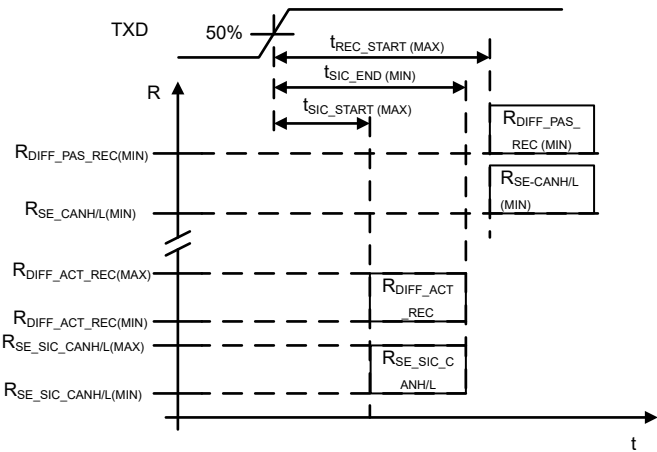 TXD
50%
tREC_START (MAX)
tSIC_END (MIN)
tSIC_START (MAX)
R
RDIFF_PAS_
REC (MIN)
RDIFF_PAS_REC(MIN)
RSE-CANH/L
(MIN)
RSE_CANH/L(MIN)
RDIFF_ACT_REC(MAX)
RDIFF_ACT
_REC
RDIFF_ACT_REC(MIN)
RSE_SIC_CANH/L(MAX)
RSE_SIC_C
ANH/L
RSE_SIC_CANH/L(MIN)
t